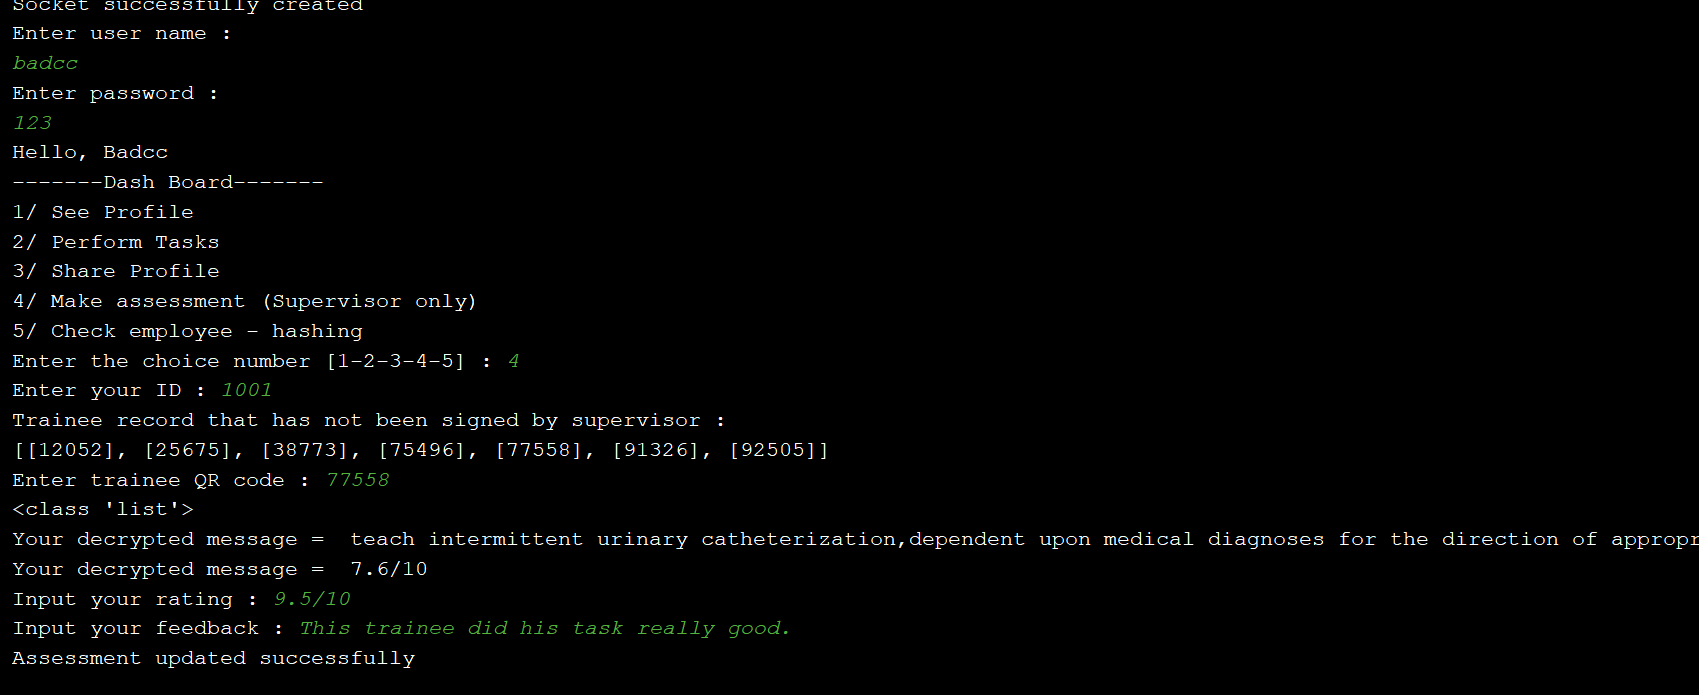 Socket successfully created
Enter user name :
badcc
Enter password :
123
Hello, Badcc
-------Dash Board-------
1/ See Profile
2/ Perform Tasks
3/ Share Profile
4/ Make assessment (Supervisor only)
5/ Check employee - hashing
Enter the choice number [1-2-3-4-5] : 4
Enter your ID : 1001
Trainee record that has not been signed by supervisor :
[[12052], [25675], [38773], [75496], [77558], [91326], [92505]]
Enter trainee QR code : 77558
<class 'list'>
Your decrypted message =  teach intermittent urinary catheterization,dependent upon medical diagnoses for the direction of appropr
Your decrypted message =  7.6/10
Input your rating : 9.5/10
Input your feedback : This trainee did his task really good.
Assessment updated successfully